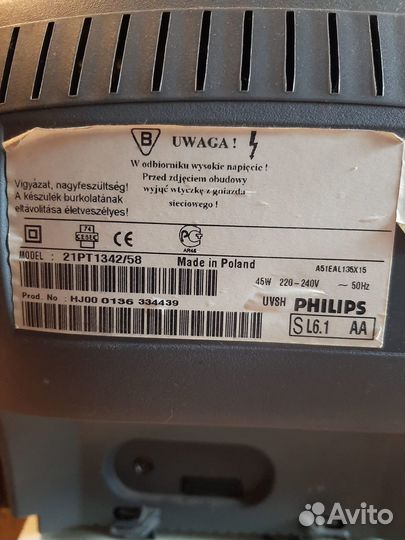 B UWAGA !
W odbiorniku wysokie napięcie !
Przed zdjęciem obudowy
wyjąć wtyczkę z gniazda
sieciowego !
Vigyázat, nagyfeszültség!
A készülék burkolatának
eltávolítása életveszélyes!
MODEL : 21PT1342/58 Made in Poland
A51EAL135X15
45W 220-240V ~ 50Hz
Prod. No : HJ00 0136 334439
UV8H PHILIPS
S L6.1 AA
Avito